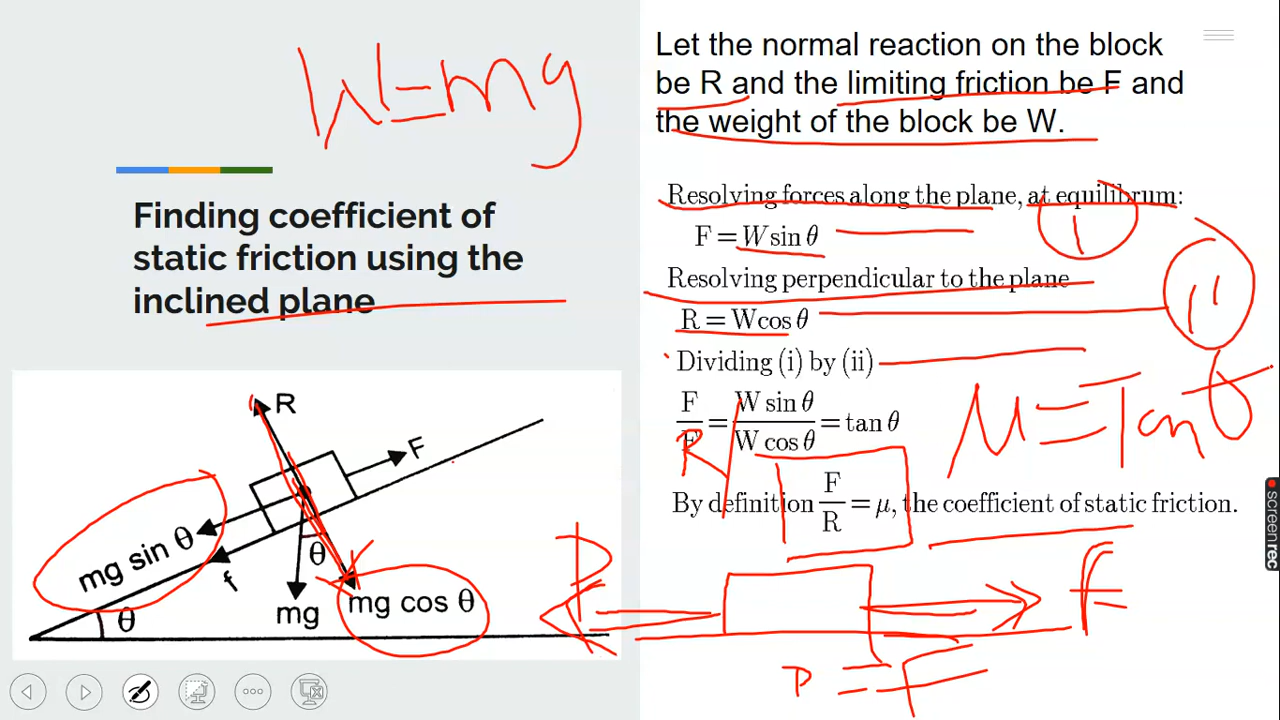 W=mg
Finding coefficient of
static friction using the
inclined plane
R
F
mg sin θ
f
θ
θ
mg
mg cos θ
Let the normal reaction on the block
be R and the limiting friction be F and
the weight of the block be W.
Resolving forces along the plane, at equilibrum:
F = W sin θ
I
Resolving perpendicular to the plane
R = Wcos θ
II
Dividing (i) by (ii)
F/F = W sin θ/W cos θ = tan θ
R
μ = Tan θ
By definition F/R = μ, the coefficient of static friction.
P
F
P = F
screenrec